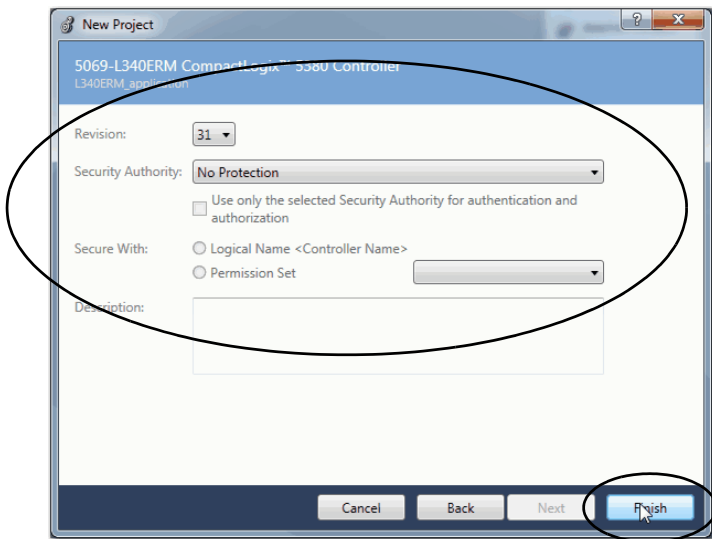 New Project
?
X
5069-L340ERM CompactLogix™ 5380 Controller
L340ERM_application
Revision:
31
Security Authority:
No Protection
Use only the selected Security Authority for authentication and
authorization
Secure With:
Logical Name <Controller Name>
Permission Set
Description:
Cancel
Back
Next
Finish